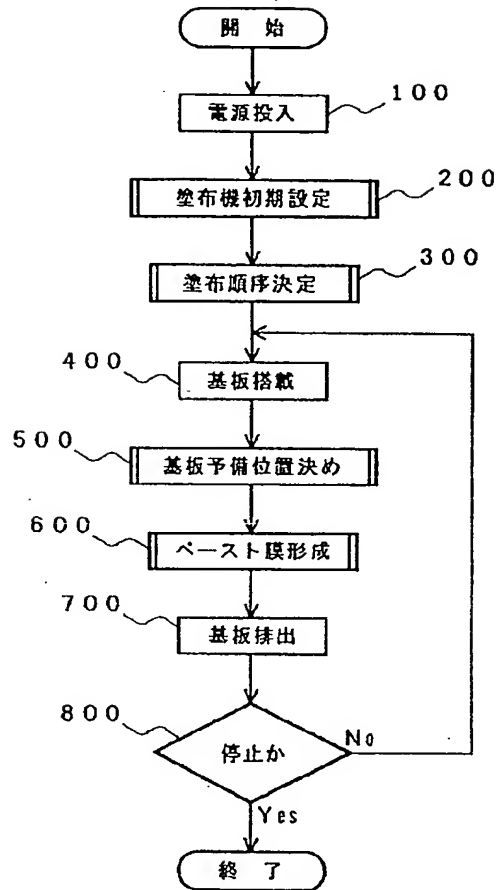 開 始
電源投入
100
塗布機初期設定
200
塗布順序決定
300
400
基板搭載
500
基板予備位置決め
600
ペースト膜形成
700
基板排出
800
停止か
No
Yes
終 了